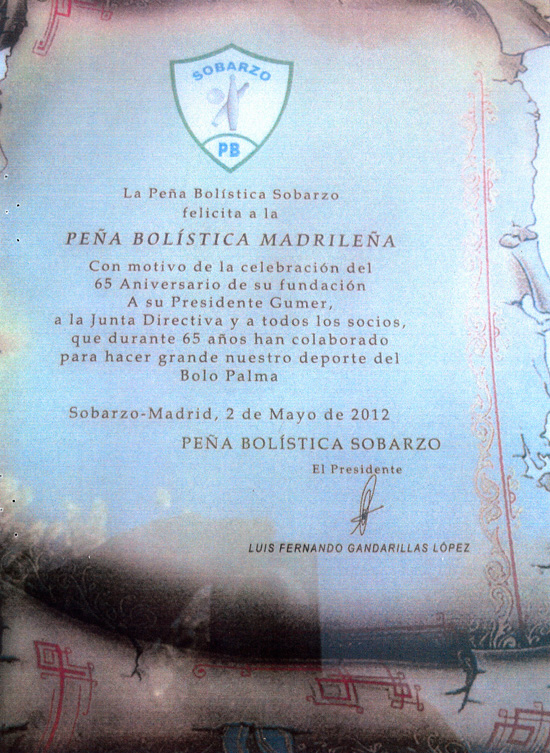 SOBARZO
PB
La Peña Bolística Sobarzo
felicita a la
PEÑA BOLÍSTICA MADRILEÑA
Con motivo de la celebración del
65 Aniversario de su fundación
A su Presidente Gumer,
a la Junta Directiva y a todos los socios,
que durante 65 años han colaborado
para hacer grande nuestro deporte del
Bolo Palma
Sobarzo-Madrid, 2 de Mayo de 2012
PEÑA BOLÍSTICA SOBARZO
El Presidente
LUIS FERNANDO GANDARILLAS LÓPEZ